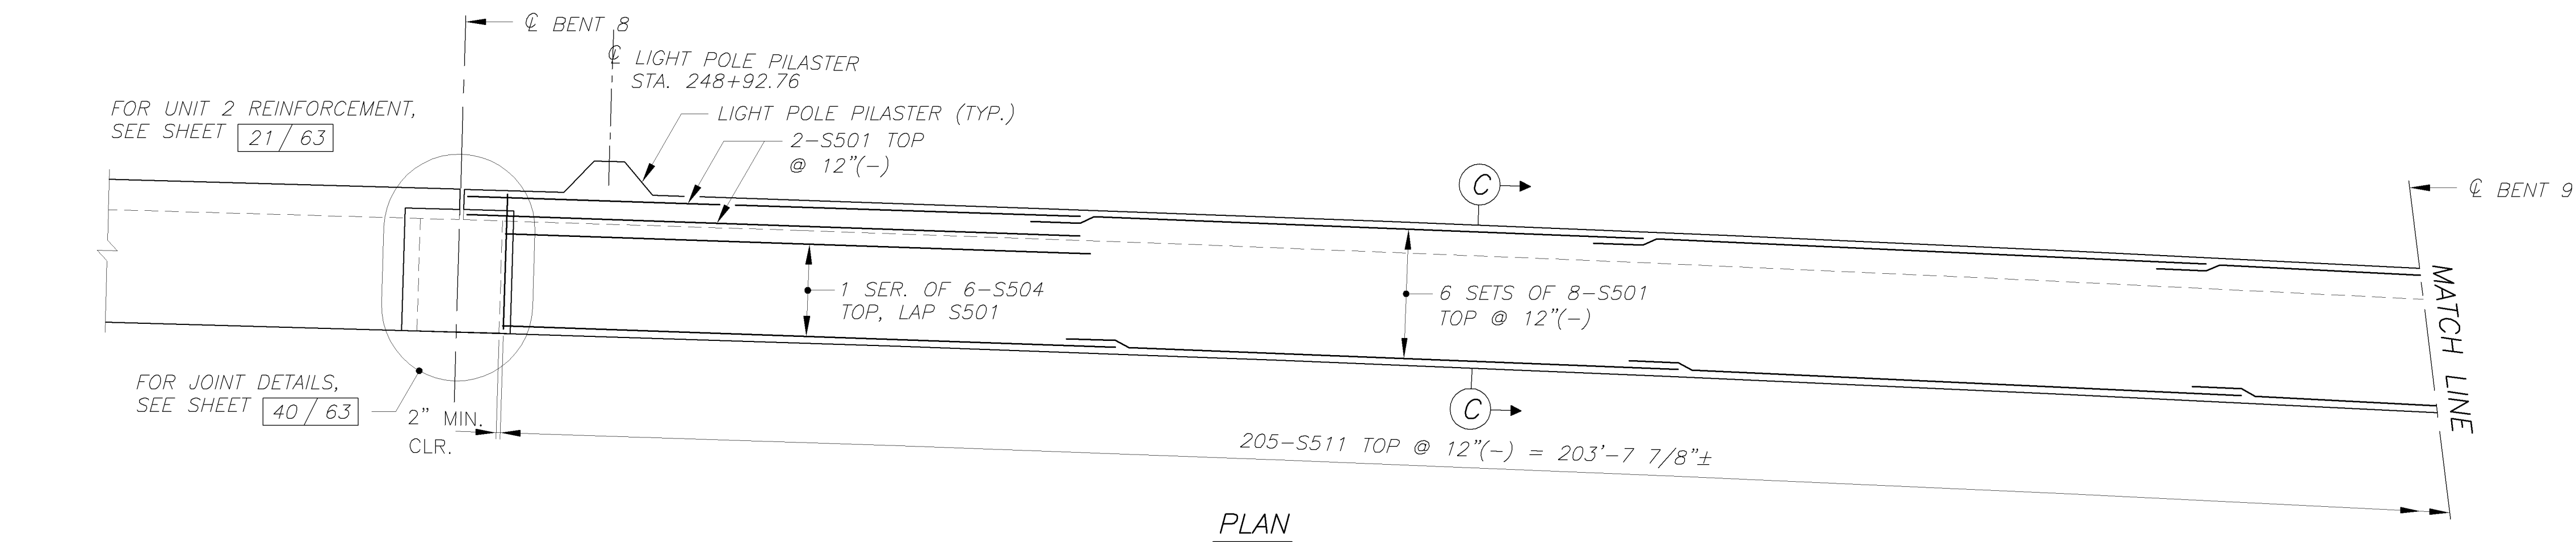 ℄ BENT 8
℄ LIGHT POLE PILASTER
STA. 248+92.76
FOR UNIT 2 REINFORCEMENT,
SEE SHEET 21 / 63
LIGHT POLE PILASTER (TYP.)
2-S501 TOP
@ 12"(-)
C
℄ BENT 9
1 SER. OF 6-S504
TOP, LAP S501
6 SETS OF 8-S501
TOP @ 12"(-)
MATCH LINE
FOR JOINT DETAILS,
SEE SHEET 40 / 63
2" MIN.
CLR.
C
205-S511 TOP @ 12"(-) = 203'-7 7/8"±
PLAN